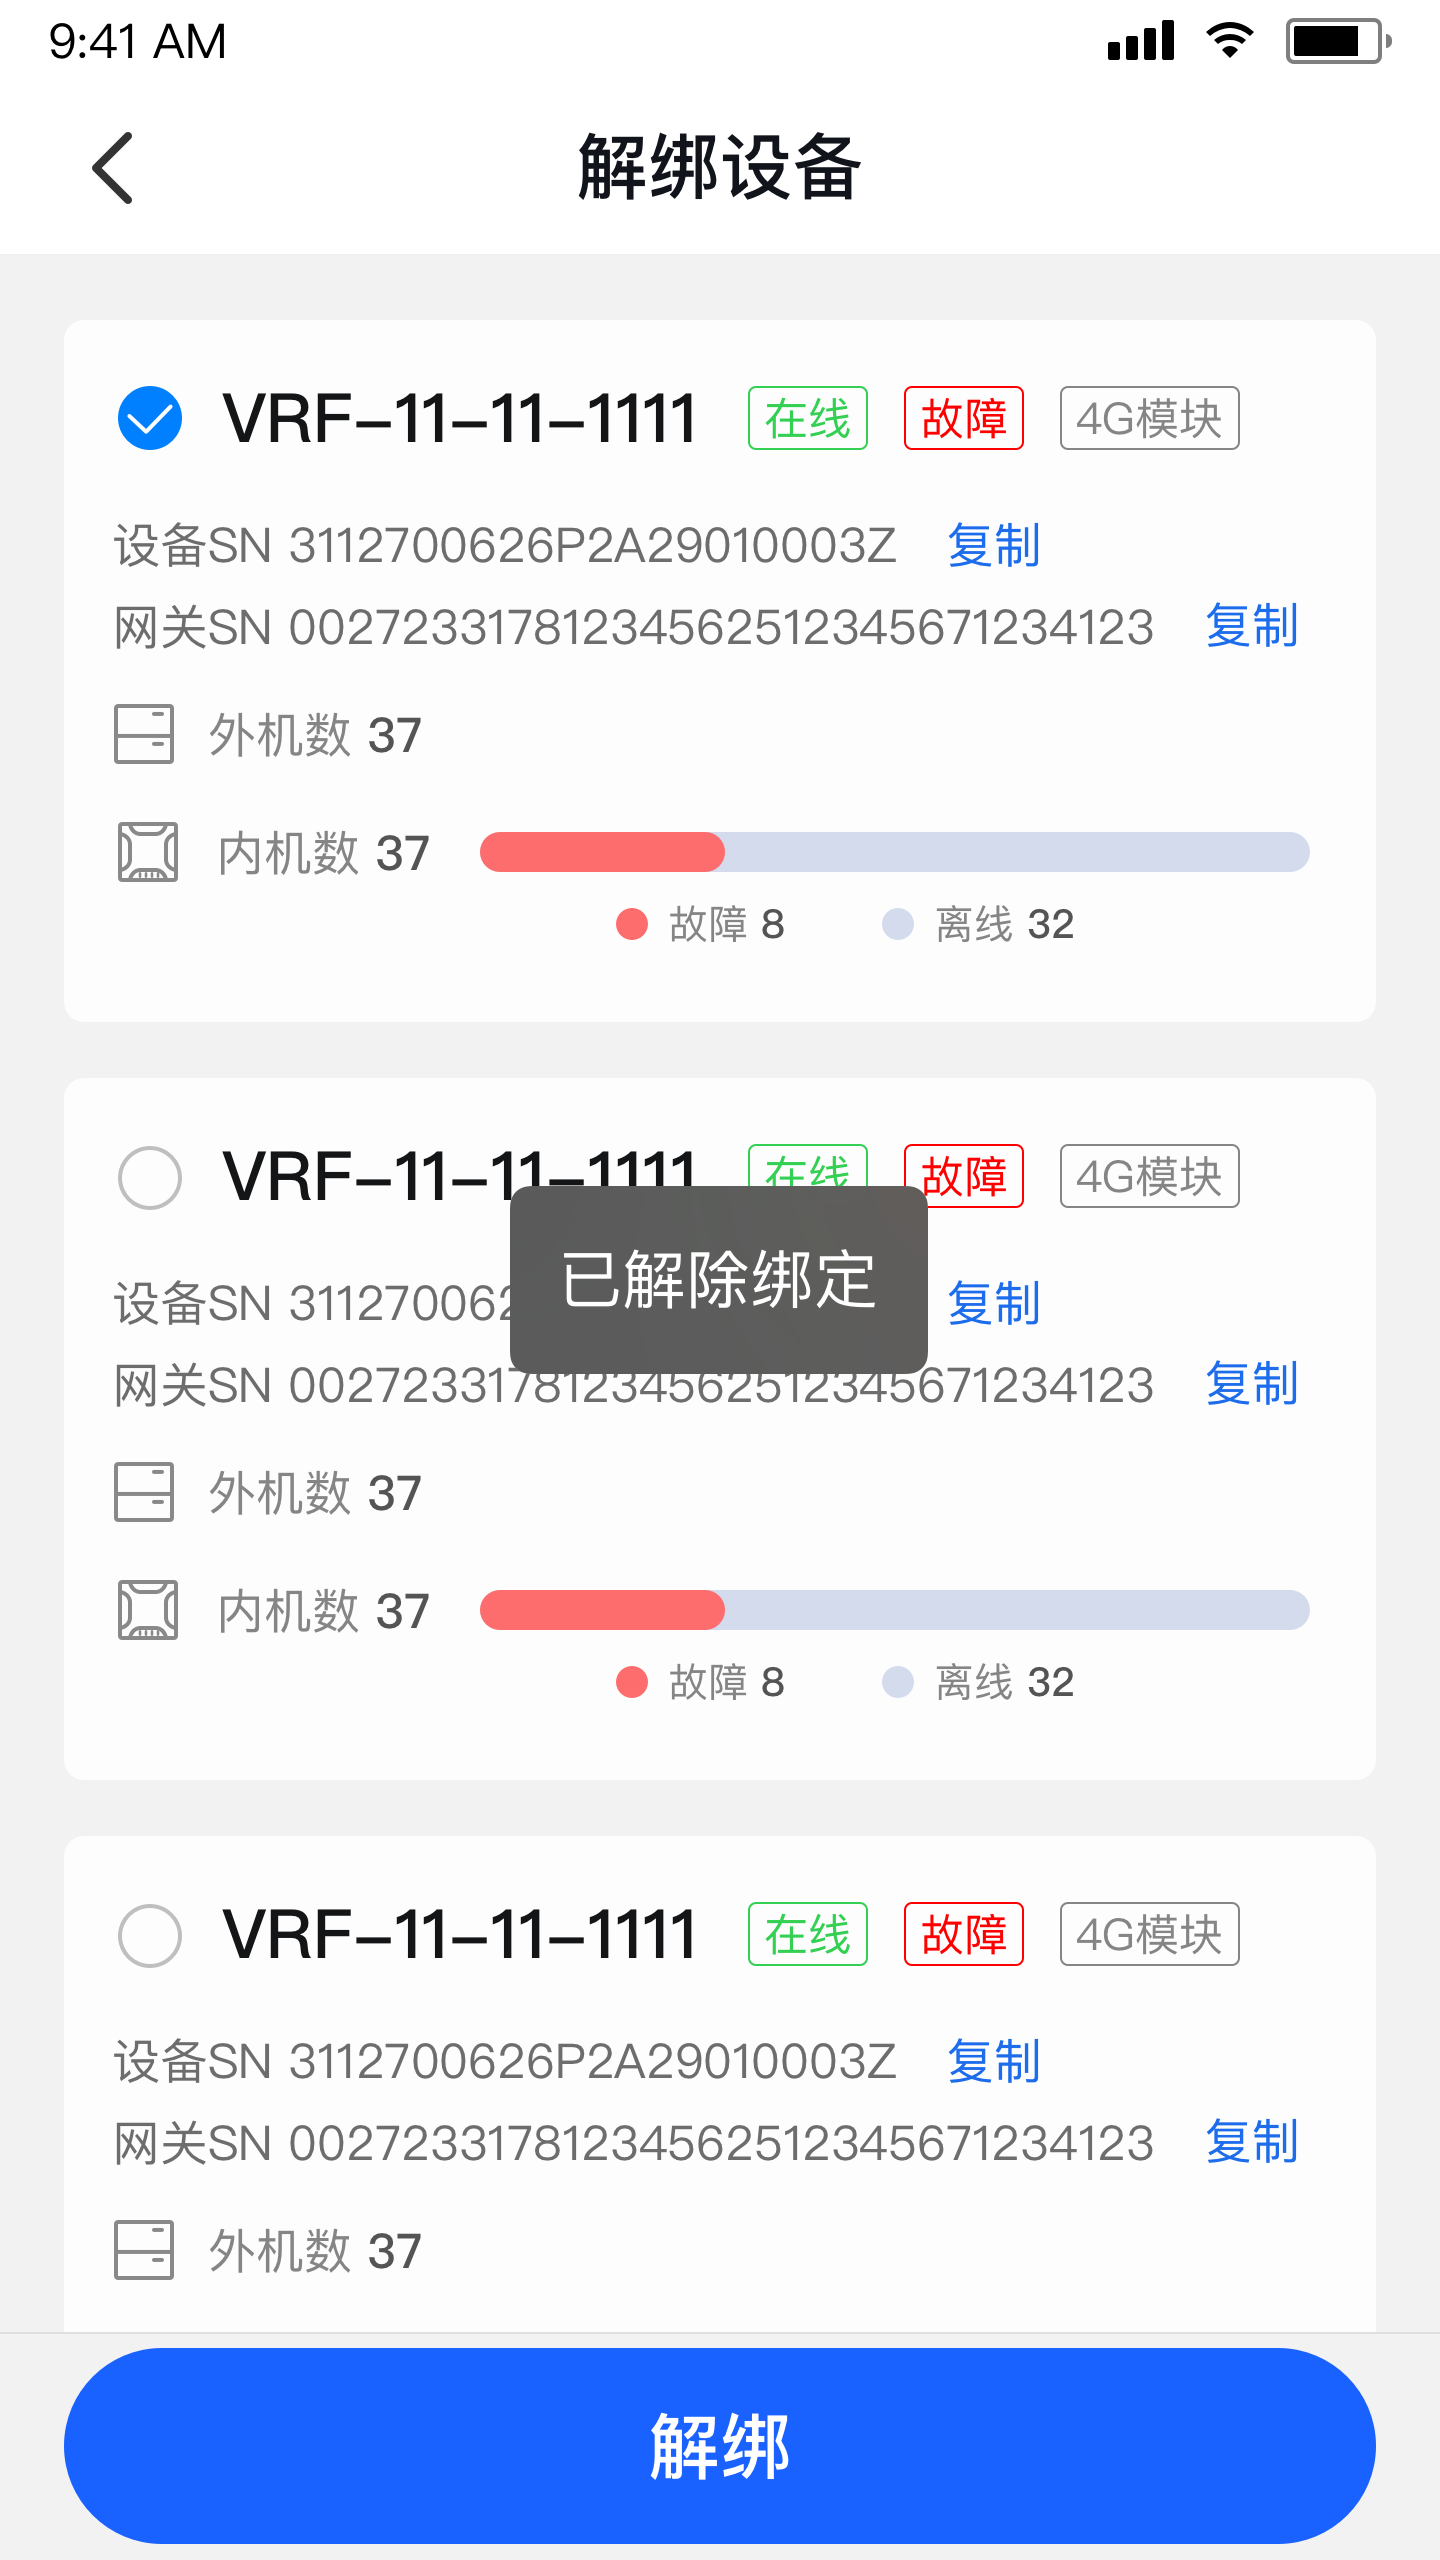 9:41 AM
解绑设备
VRF-11-11-1111 在线 故障 4G模块
设备SN 3112700626P2A29010003Z 复制
网关SN 00272331781234562512345671234123 复制
外机数 37
内机数 37
故障 8 离线 32
VRF-11-11-1111 在线 故障 4G模块
已解除绑定
设备SN 311270062 复制
网关SN 00272331781234562512345671234123 复制
外机数 37
内机数 37
故障 8 离线 32
VRF-11-11-1111 在线 故障 4G模块
设备SN 3112700626P2A29010003Z 复制
网关SN 00272331781234562512345671234123 复制
外机数 37
解绑